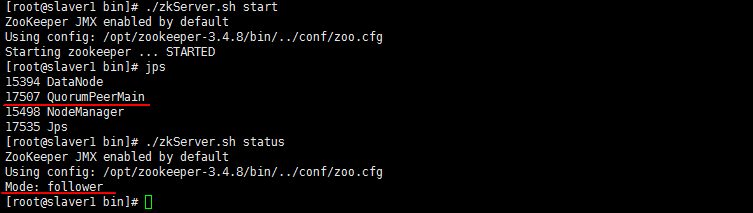 [root@slaver1 bin]# ./zkServer.sh start
ZooKeeper JMX enabled by default
Using config: /opt/zookeeper-3.4.8/bin/../conf/zoo.cfg
Starting zookeeper ... STARTED
[root@slaver1 bin]# jps
15394 DataNode
17507 QuorumPeerMain
15498 NodeManager
17535 Jps
[root@slaver1 bin]# ./zkServer.sh status
ZooKeeper JMX enabled by default
Using config: /opt/zookeeper-3.4.8/bin/../conf/zoo.cfg
Mode: follower
[root@slaver1 bin]#